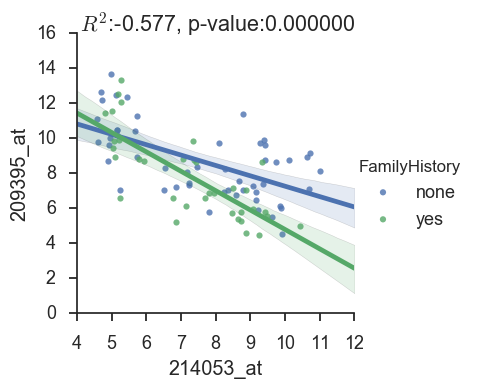 R²:-0.577, p-value:0.000000
16
14
12
10
8
6
4
2
0
209395_at
4 5 6 7 8 9 10 11 12
214053_at
FamilyHistory
none
yes